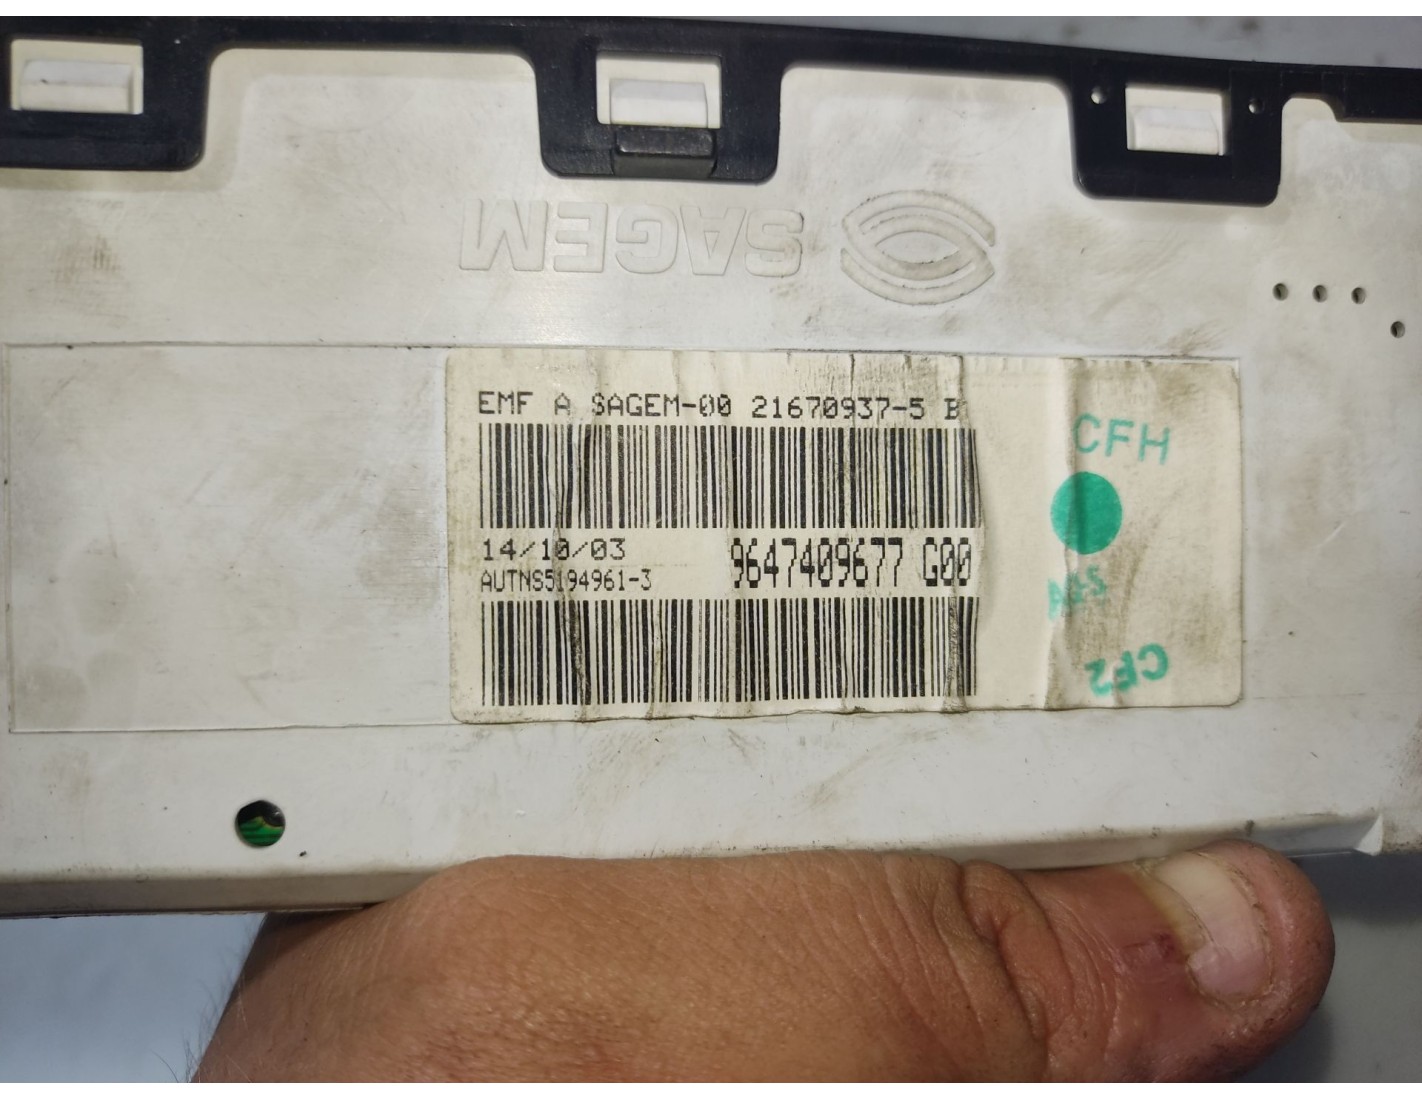 SAGEM
EMF A SAGEM-00 21670937-5 B
14/10/03
9647409677 G00
AUTNS5194961-3
CFH
CF2